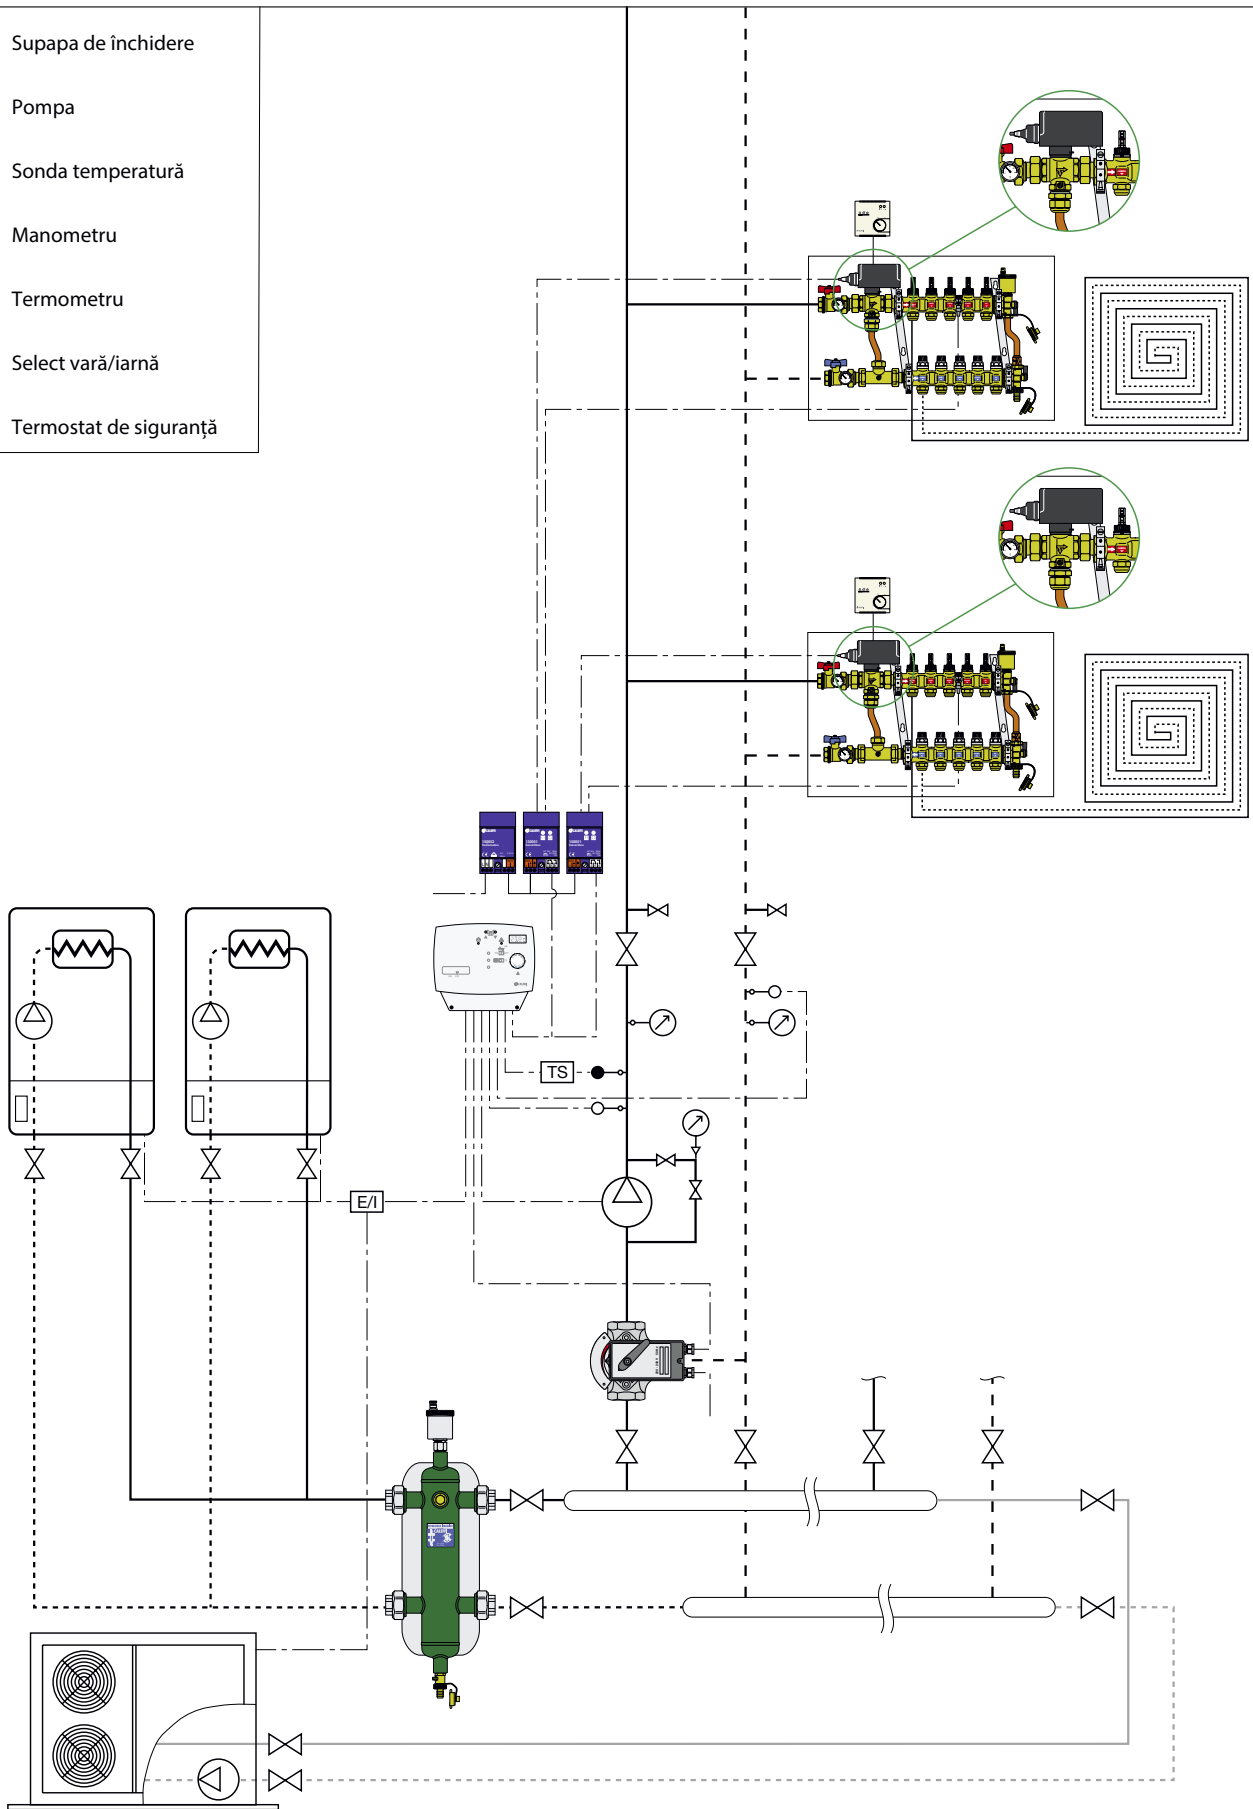 Supapa de închidere
Pompa
Sonda temperatură
Manometru
Termometru
Select vară/iarnă
Termostat de siguranță
TS
E/I